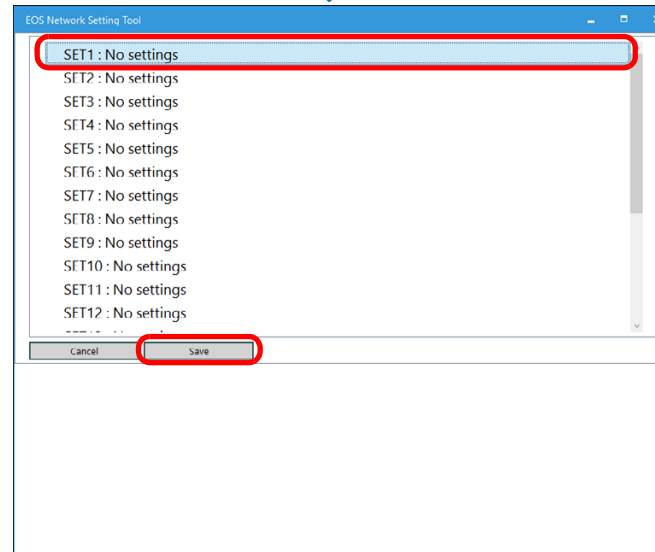 EOS Network Setting Tool
SET1 : No settings
SET2 : No settings
SET3 : No settings
SET4 : No settings
SET5 : No settings
SET6 : No settings
SET7 : No settings
SET8 : No settings
SET9 : No settings
SET10 : No settings
SET11 : No settings
SET12 : No settings
Cancel Save